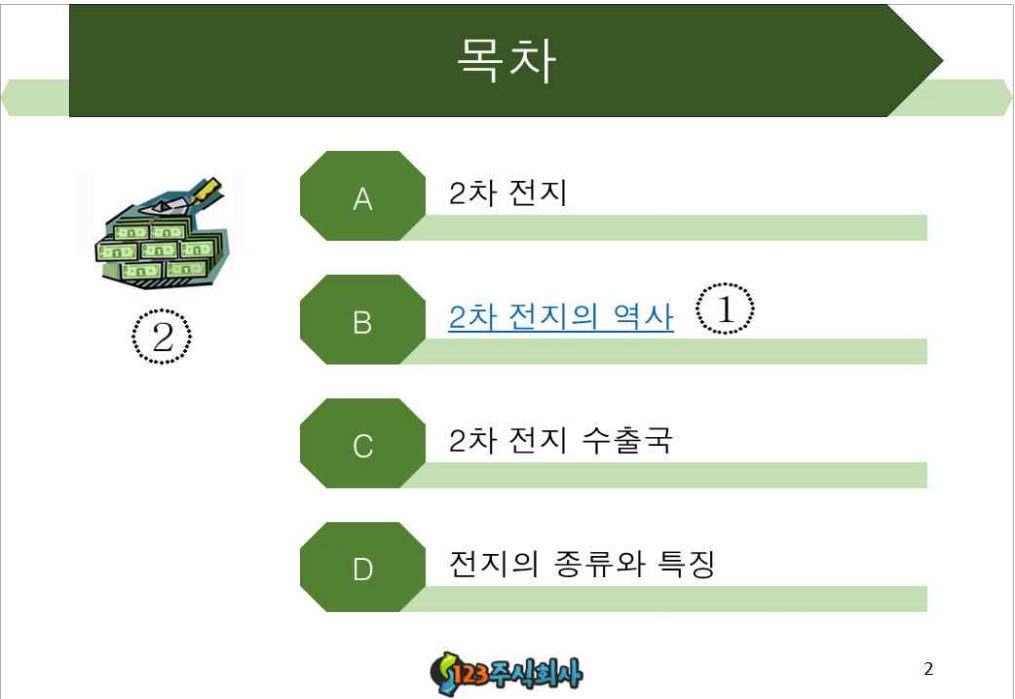 목차
A 2차 전지
B 2차 전지의 역사 ①
②
C 2차 전지 수출국
D 전지의 종류와 특징
123주식회사
2